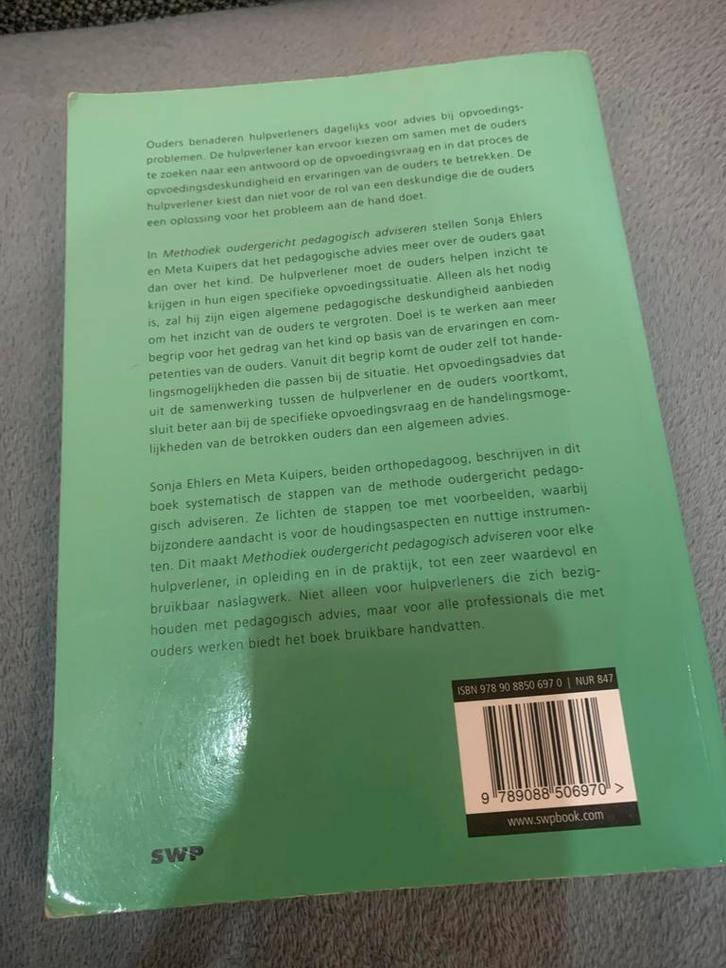 Ouders benaderen hulpverleners dagelijks voor advies bij opvoedings-
problemen. De hulpverlener kan ervoor kiezen om samen met de ouders
te zoeken naar een antwoord op de opvoedingsvraag en in dat proces de
opvoedingsdeskundigheid en ervaringen van de ouders te betrekken. De
hulpverlener kiest dan niet voor de rol van een deskundige die de ouders
een oplossing voor het probleem aan de hand doet.
In Methodiek oudergericht pedagogisch adviseren stellen Sonja Ehlers
en Meta Kuipers dat het pedagogische advies meer over de ouders gaat
dan over het kind. De hulpverlener moet de ouders helpen inzicht te
krijgen in hun eigen specifieke opvoedingssituatie. Alleen als het nodig
is, zal hij zijn eigen algemene pedagogische deskundigheid aanbieden
om het inzicht van de ouders te vergroten. Doel is te werken aan meer
begrip voor het gedrag van het kind op basis van de ervaringen en com-
petenties van de ouders. Vanuit dit begrip komt de ouder zelf tot hande-
lingsmogelijkheden die passen bij de situatie. Het opvoedingsadvies dat
uit de samenwerking tussen de hulpverlener en de ouders voortkomt,
sluit beter aan bij de specifieke opvoedingsvraag en de handelingsmoge-
lijkheden van de betrokken ouders dan een algemeen advies.
Sonja Ehlers en Meta Kuipers, beiden orthopedagoog, beschrijven in dit
boek systematisch de stappen van de methode oudergericht pedago-
gisch adviseren. Ze lichten de stappen toe met voorbeelden, waarbij
bijzondere aandacht is voor de houdingsaspecten en nuttige instrumen-
ten. Dit maakt Methodiek oudergericht pedagogisch adviseren voor elke
hulpverlener, in opleiding en in de praktijk, tot een zeer waardevol en
bruikbaar naslagwerk. Niet alleen voor hulpverleners die zich bezig-
houden met pedagogisch advies, maar voor alle professionals die met
ouders werken biedt het boek bruikbare handvatten.
ISBN 978 90 8850 697 0 | NUR 847
9 789088 506970 >
www.swpbook.com
SWP